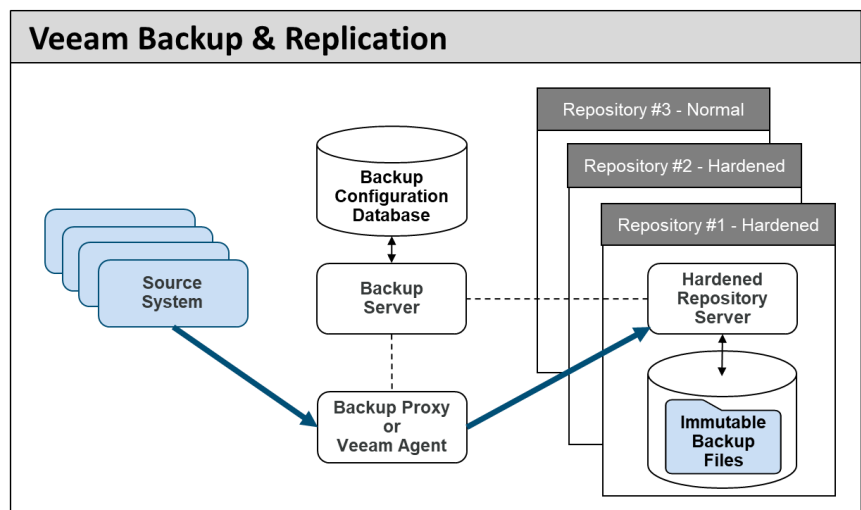 Veeam Backup & Replication
Repository #3 - Normal
Repository #2 - Hardened
Repository #1 - Hardened
Backup
Configuration
Database
Source
System
Backup
Server
Hardened
Repository
Server
Backup Proxy
or
Veeam Agent
Immutable
Backup
Files